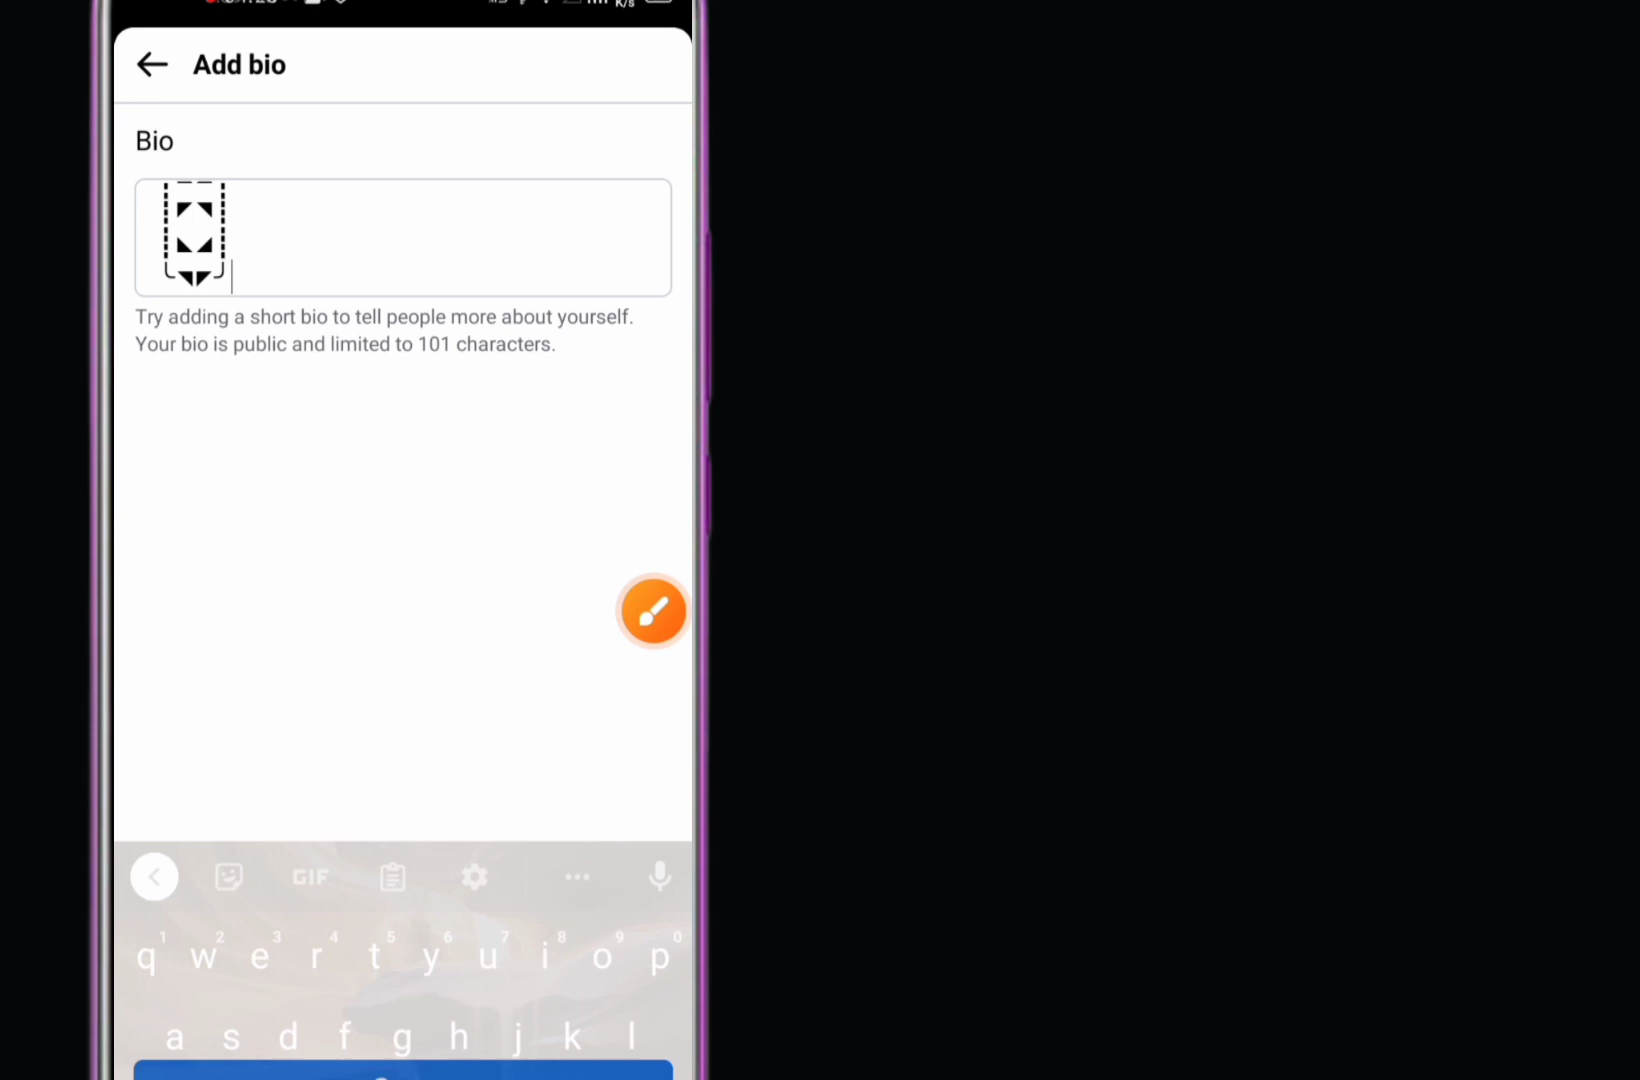 Add bio
Bio
Try adding a short bio to tell people more about yourself.
Your bio is public and limited to 101 characters.
GIF
1 2 3 4 5 6 7 8 9 0
q w e r t y u i o p
a s d f g h j k l